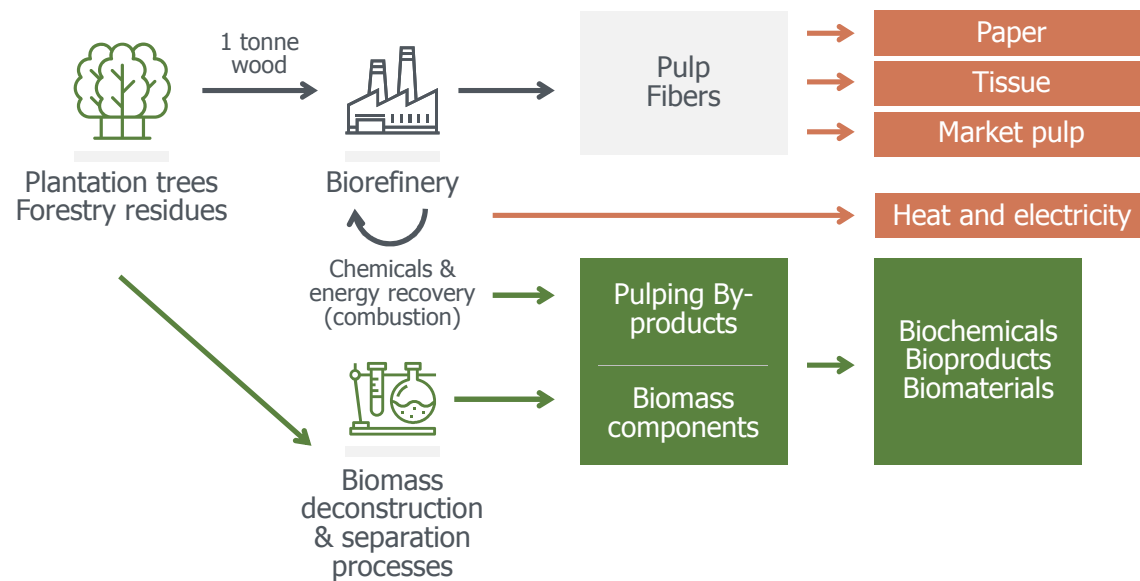 1 tonne
wood
Plantation trees
Forestry residues
Biorefinery
Pulp
Fibers
Paper
Tissue
Market pulp
Heat and electricity
Chemicals &
energy recovery
(combustion)
Pulping By-
products
Biomass
components
Biochemicals
Bioproducts
Biomaterials
Biomass
deconstruction
& separation
processes